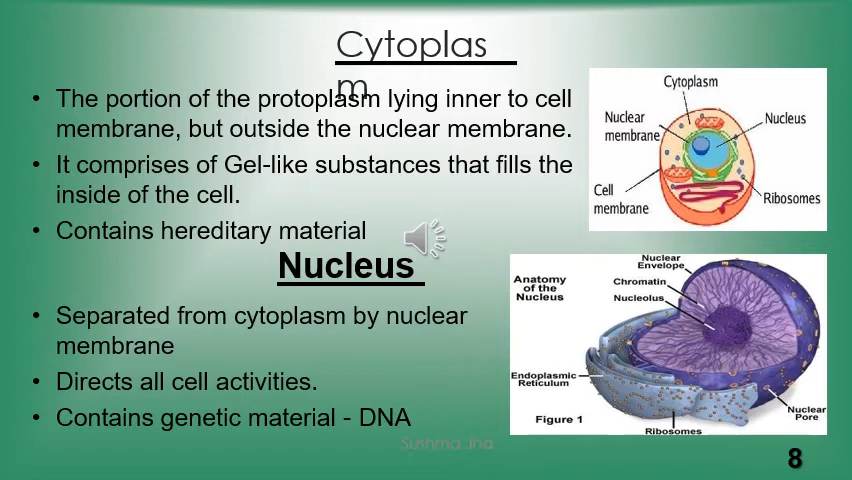 Cytoplas
m
• The portion of the protoplasm lying inner to cell
membrane, but outside the nuclear membrane.
• It comprises of Gel-like substances that fills the
inside of the cell.
• Contains hereditary material
Cytoplasm
Nuclear
membrane
Nucleus
Cell
membrane
Ribosomes
Nucleus
• Separated from cytoplasm by nuclear
membrane
• Directs all cell activities.
• Contains genetic material - DNA
Anatomy
of the
Nucleus
Nuclear
Envelope
Chromatin
Nucleolus
Endoplasmic
Reticulum
Figure 1
Ribosomes
Nuclear
Pore
Sushma Jha
8